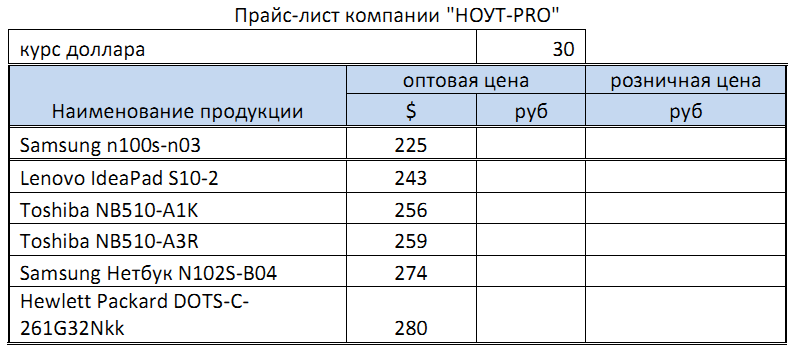 Прайс-лист компании "НОУТ-PRO"
курс доллара 30
оптовая цена розничная цена
Наименование продукции $ руб руб
Samsung n100s-n03 225
Lenovo IdeaPad S10-2 243
Toshiba NB510-A1K 256
Toshiba NB510-A3R 259
Samsung Нетбук N102S-B04 274
Hewlett Packard DOTS-C-
261G32Nkk 280